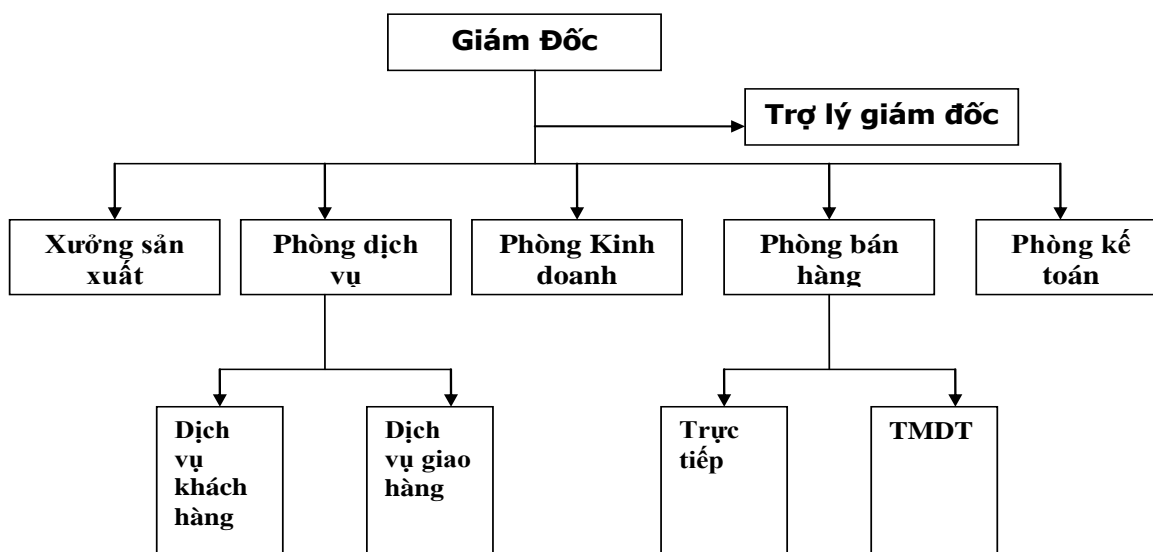 Giám Đốc
Trợ lý giám đốc
Xưởng sản
xuất
Phòng dịch
vụ
Phòng Kinh
doanh
Phòng bán
hàng
Phòng kế
toán
Dịch
vụ
khách
hàng
Dịch
vụ giao
hàng
Trực
tiếp
TMDT